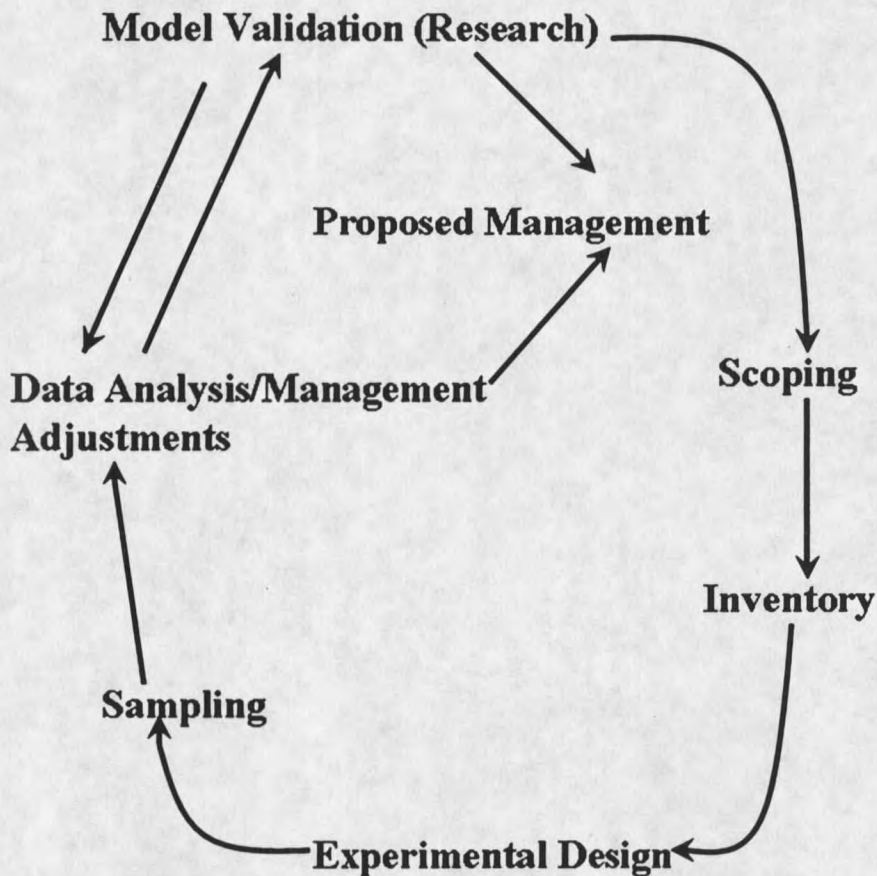 Model Validation (Research)
Proposed Management
Data Analysis/Management
Adjustments
Scoping
Inventory
Sampling
Experimental Design